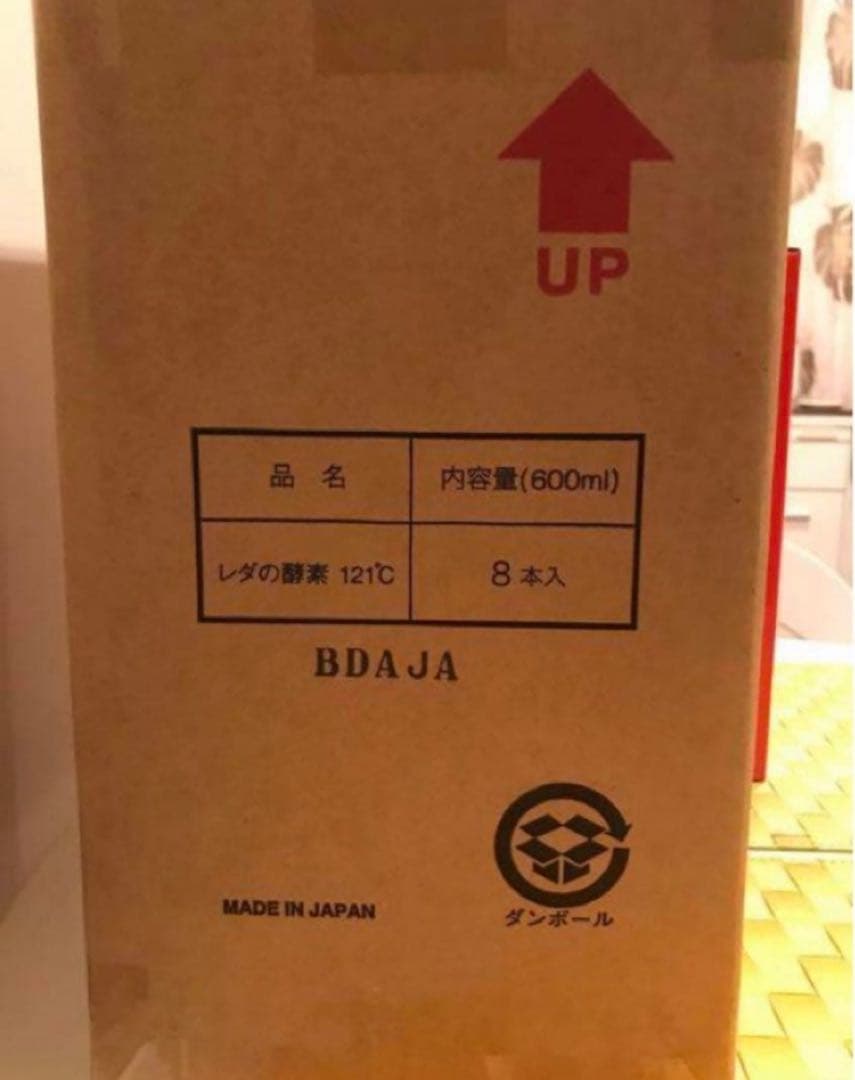 UP
品 名 内容量(600ml)
レダの酵素 121℃ 8本入
BDAJA
MADE IN JAPAN
ダンボール